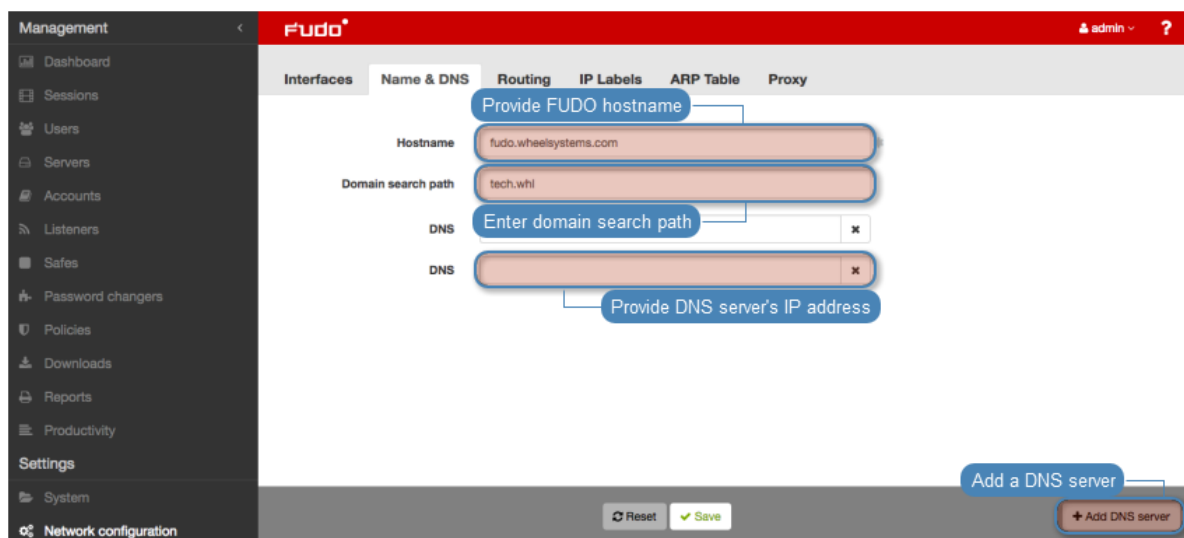 Management
FUDO
admin
?
Dashboard
Sessions
Users
Servers
Accounts
Listeners
Safes
Password changers
Policies
Downloads
Reports
Productivity
Settings
System
Network configuration
Interfaces Name & DNS Routing IP Labels ARP Table Proxy
Provide FUDO hostname
Hostname fudo.wheelsystems.com
Domain search path tech.whl
Enter domain search path
DNS
DNS
Provide DNS server's IP address
Add a DNS server
Reset Save + Add DNS server